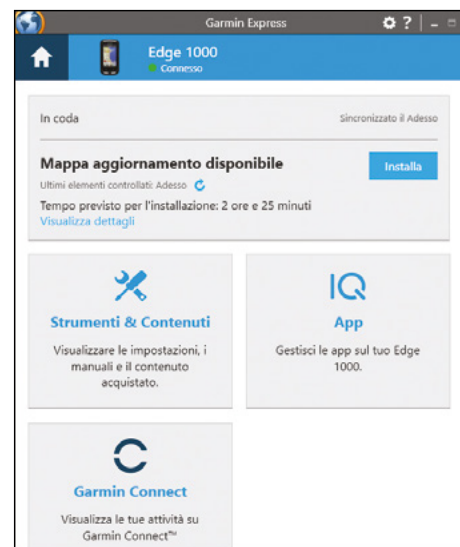 Garmin Express
?
Edge 1000
Connesso
In coda
Sincronizzato il Adesso
Mappa aggiornamento disponibile
Installa
Ultimi elementi controllati: Adesso
Tempo previsto per l'installazione: 2 ore e 25 minuti
Visualizza dettagli
Strumenti & Contenuti
Visualizzare le impostazioni, i
manuali e il contenuto
acquistato.
IQ
App
Gestisci le app sul tuo Edge
1000.
Garmin Connect
Visualizza le tue attività su
Garmin Connect™